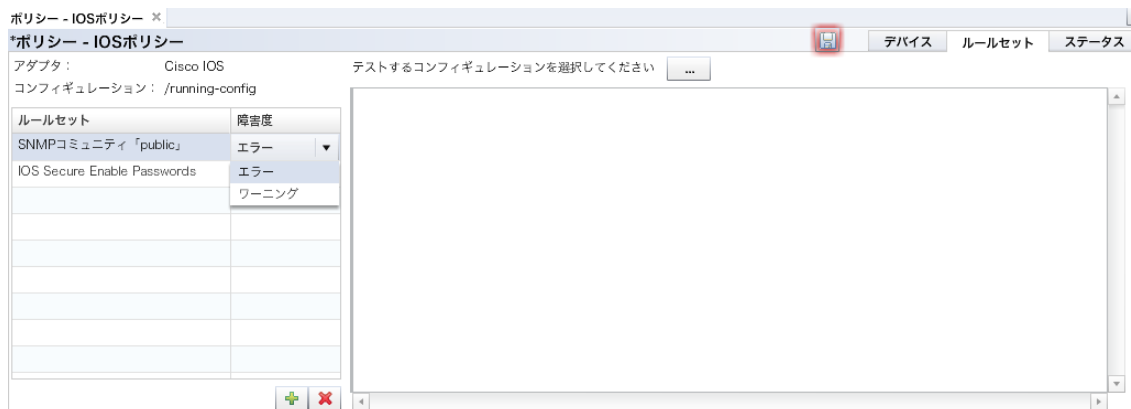 ポリシー - IOSポリシー ×
*ポリシー - IOSポリシー デバイス ルールセット ステータス
アダプタ： Cisco IOS テストするコンフィギュレーションを選択してください ...
コンフィギュレーション： /running-config
ルールセット 障害度
SNMPコミュニティ「public」 エラー
IOS Secure Enable Passwords エラー
ワーニング